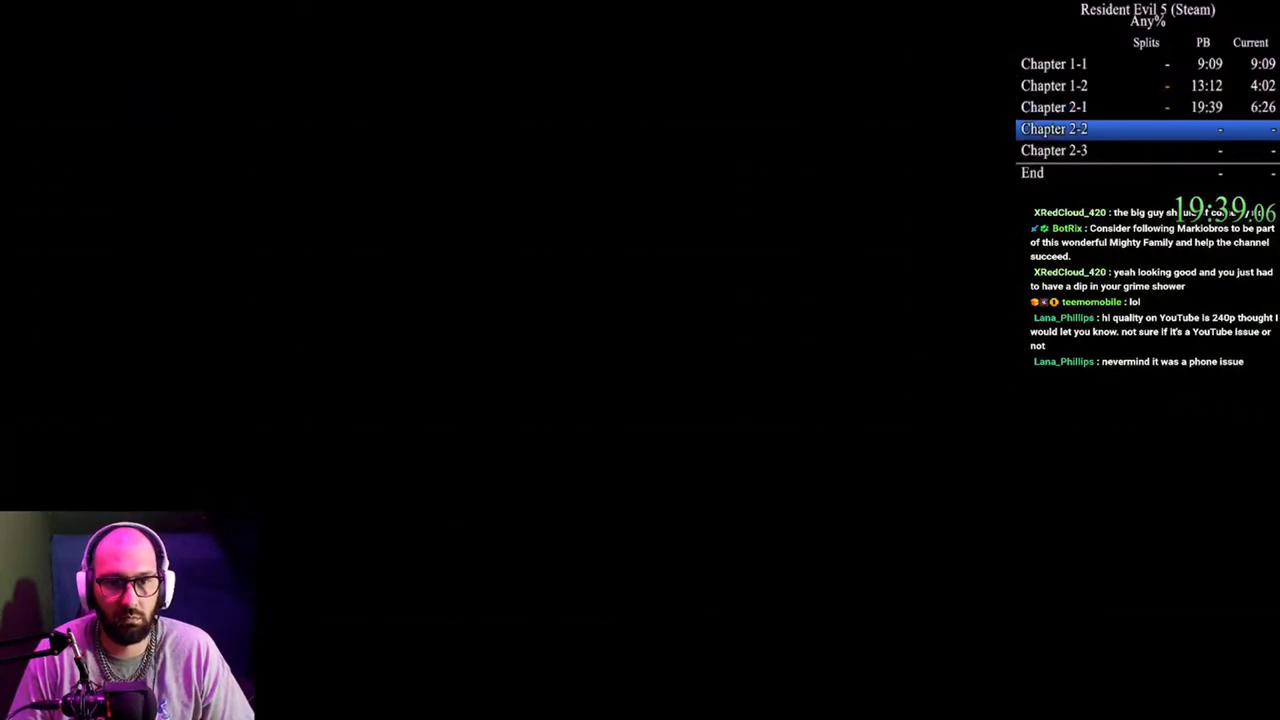 Resident Evil 5 (Steam)
Any%
Splits PB Current
Chapter 1-1 - 9:09 9:09
Chapter 1-2 - 13:12 4:02
Chapter 2-1 - 19:39 6:26
Chapter 2-2 - -
Chapter 2-3 - -
End - -
19:39.06
XRedCloud_420 : the big guy
BotRix : Consider following Markiobros to be part
of this wonderful Mighty Family and help the channel
succeed.
XRedCloud_420 : yeah looking good and you just had
to have a dip in your grime shower
teemomobile : lol
Lana_Phillips : hi quality on YouTube is 240p thought I
would let you know. not sure if it's a YouTube issue or
not
Lana_Phillips : nevermind it was a phone issue